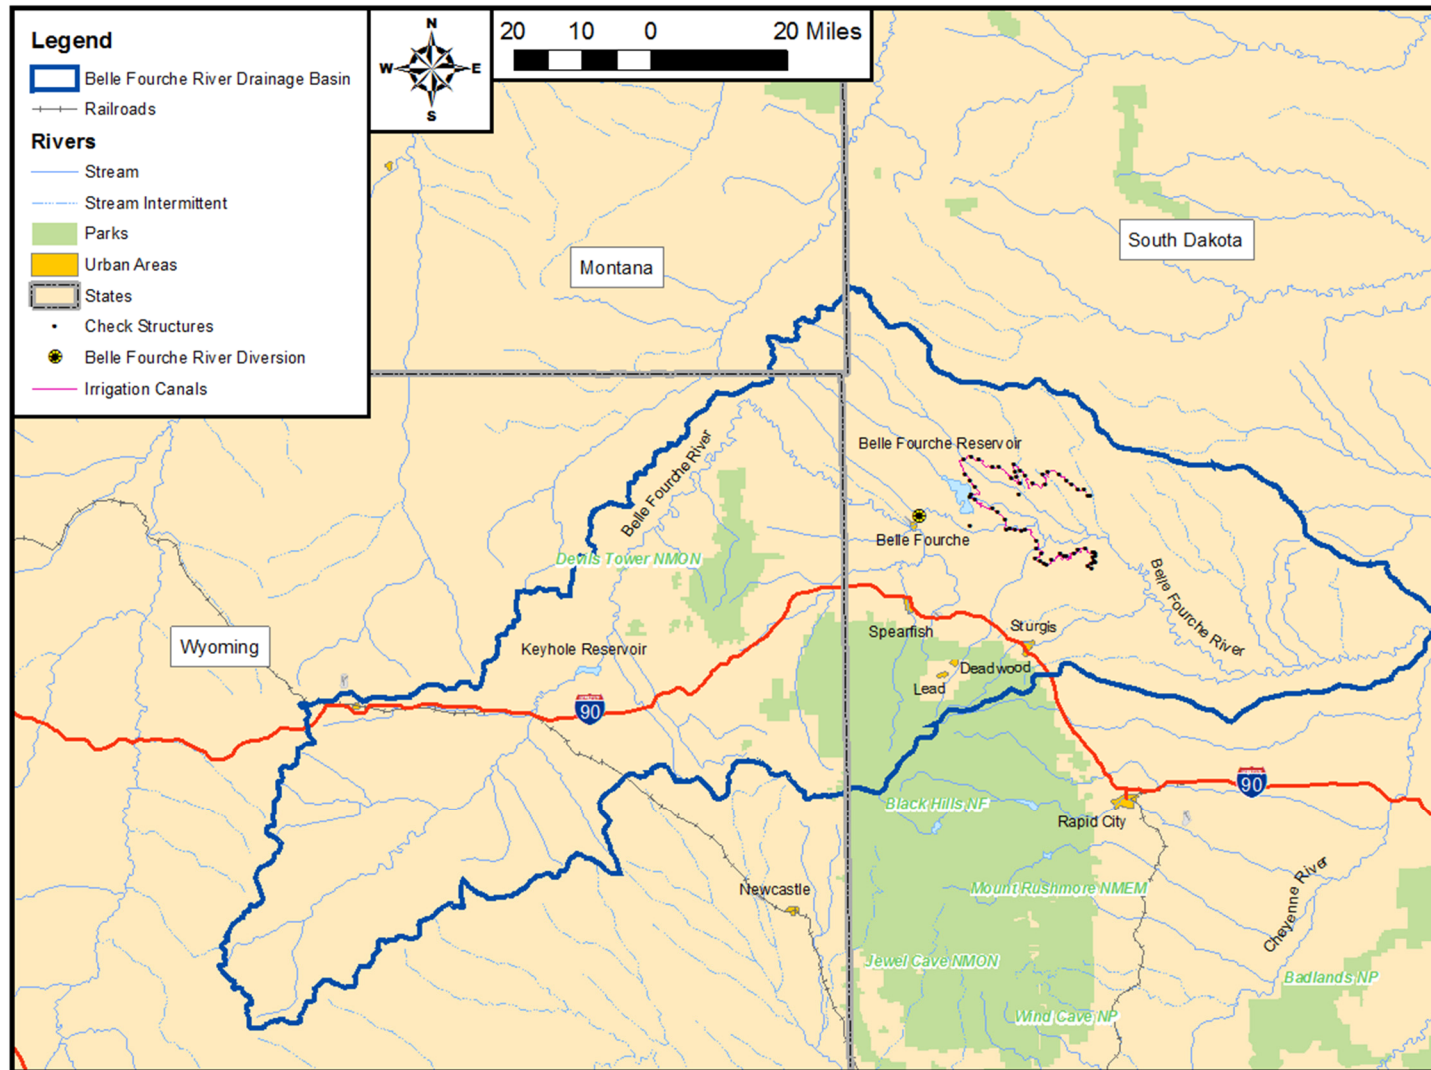 Legend
Belle Fourche River Drainage Basin
Railroads
Rivers
Stream
Stream Intermittent
Parks
Urban Areas
States
Check Structures
Belle Fourche River Diversion
Irrigation Canals
N
W E
S
20 10 0 20 Miles
Montana
South Dakota
Belle Fourche Reservoir
Belle Fourche River
Belle Fourche
Devils Tower NMON
Belle Fourche River
Wyoming
Keyhole Reservoir
Spearfish
Sturgis
Deadwood
Lead
90
90
Black Hills NF
Rapid City
Newcastle
Mount Rushmore NMEM
Cheyenne River
Jewel Cave NMON
Badlands NP
Wind Cave NP